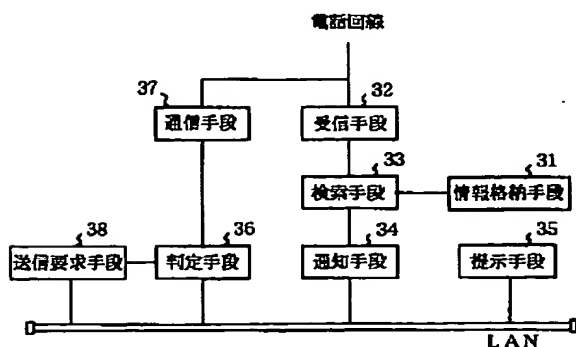 電話回線
37
32
通信手段
受信手段
33
31
検索手段
情報格納手段
38
36
34
35
送信要求手段
判定手段
通知手段
提示手段
LAN